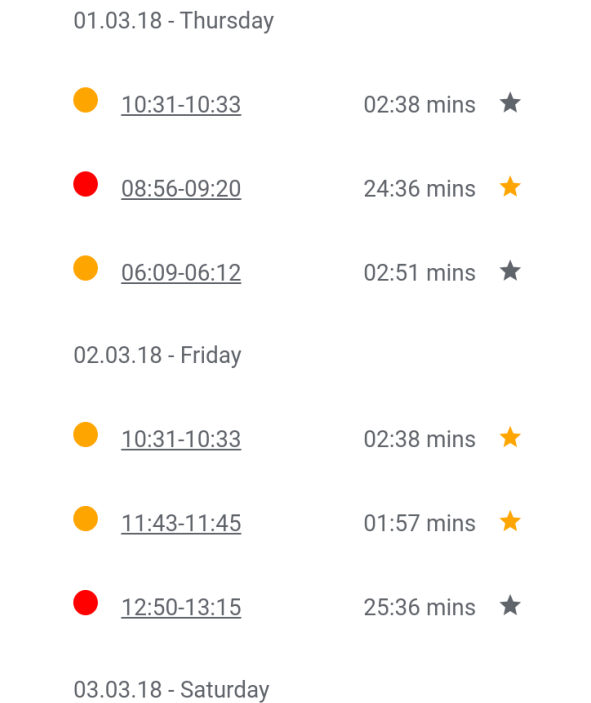 01.03.18 - Thursday
10:31-10:33 02:38 mins
08:56-09:20 24:36 mins
06:09-06:12 02:51 mins
02.03.18 - Friday
10:31-10:33 02:38 mins
11:43-11:45 01:57 mins
12:50-13:15 25:36 mins
03.03.18 - Saturday